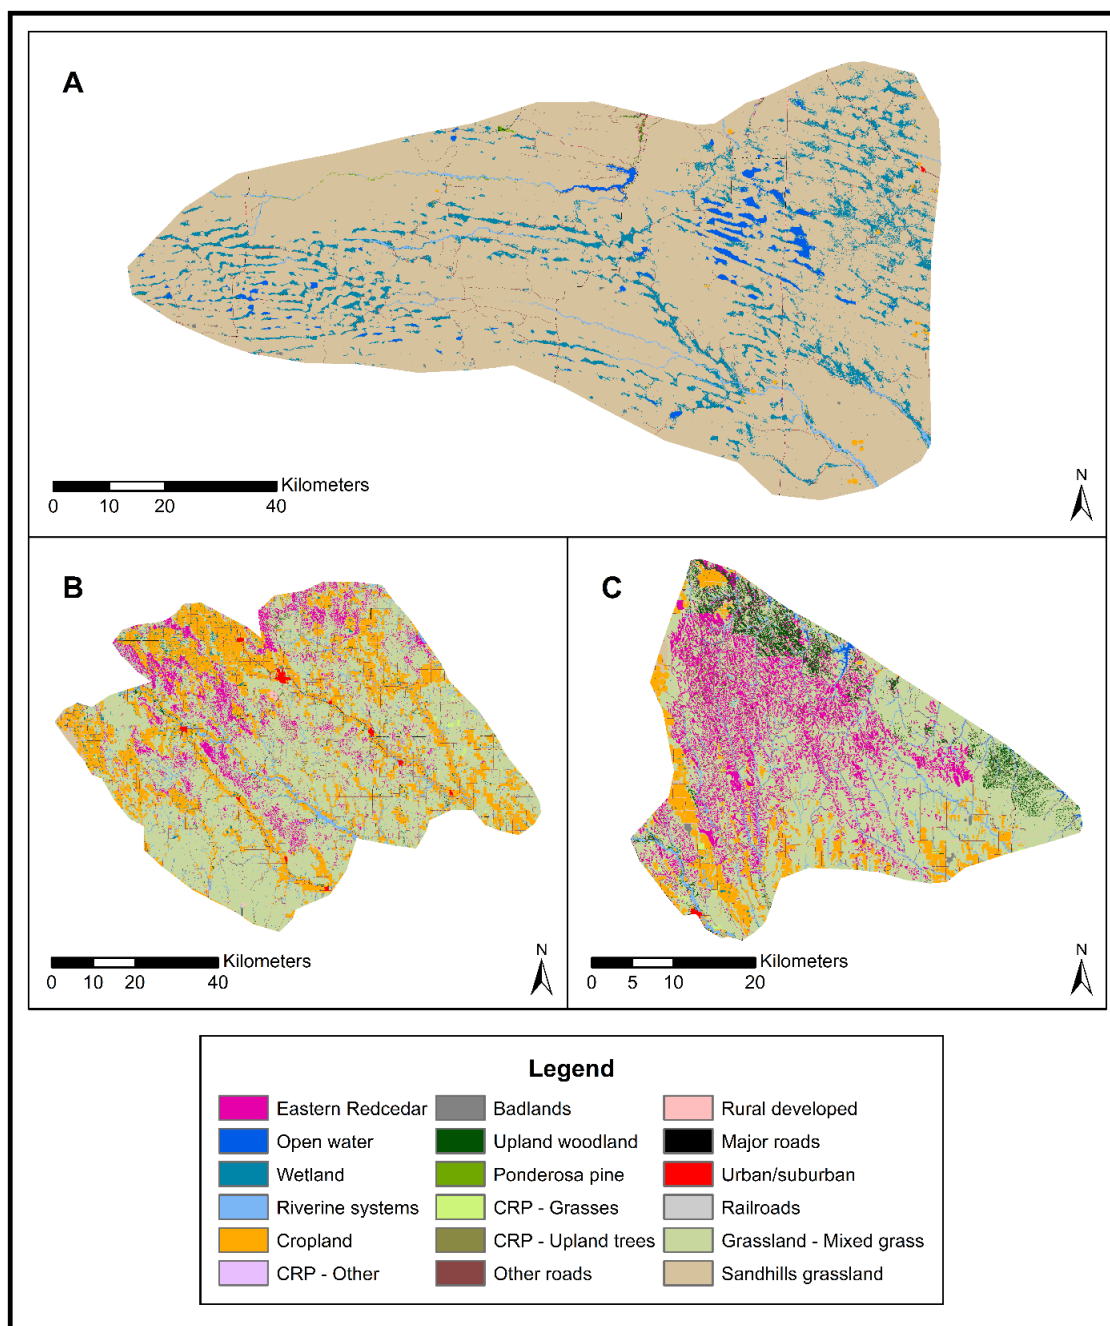 A
Kilometers
0 10 20 40
N
B
Kilometers
0 10 20 40
N
C
Kilometers
0 5 10 20
N
Legend
Eastern Redcedar Badlands Rural developed
Open water Upland woodland Major roads
Wetland Ponderosa pine Urban/suburban
Riverine systems CRP - Grasses Railroads
Cropland CRP - Upland trees Grassland - Mixed grass
CRP - Other Other roads Sandhills grassland